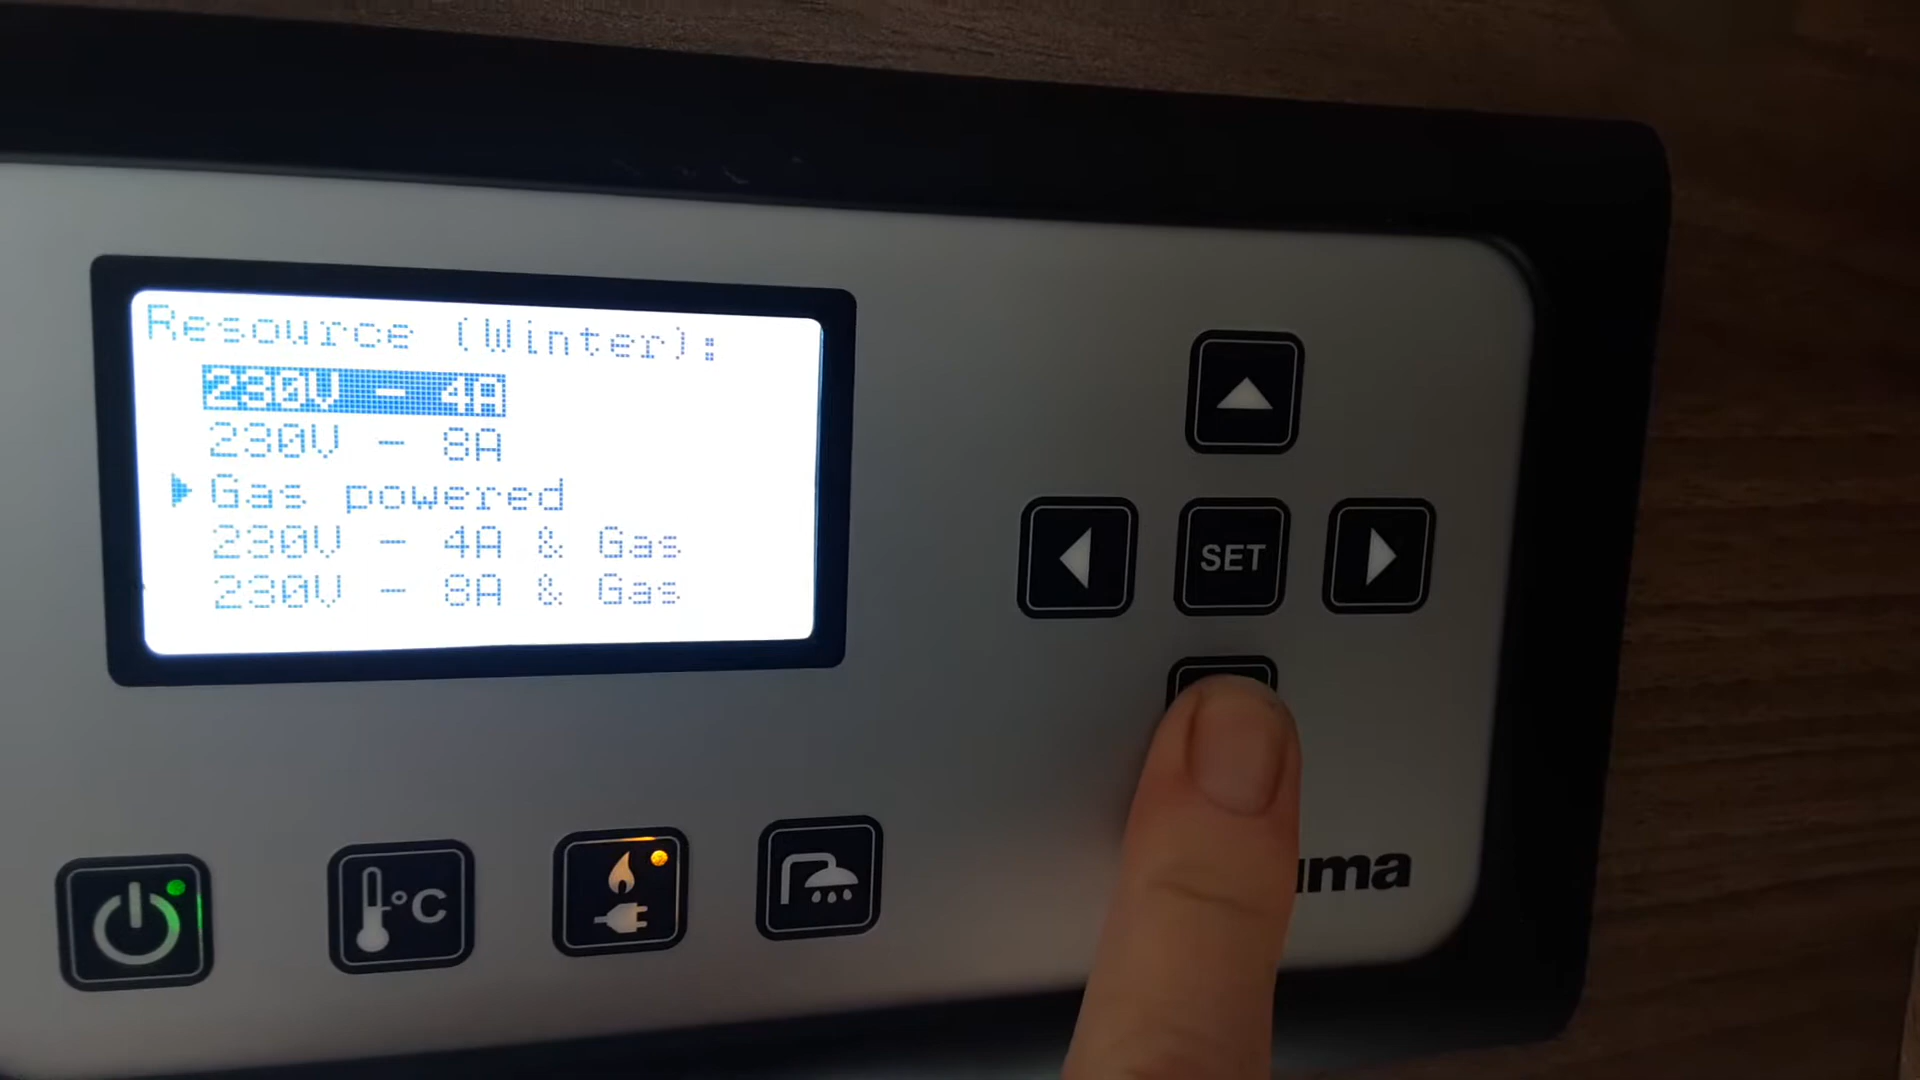 Resource (Winter):
230V - 4A
230V - 8A
Gas powered
230V - 4A & Gas
230V - 8A & Gas
SET
°C
uma